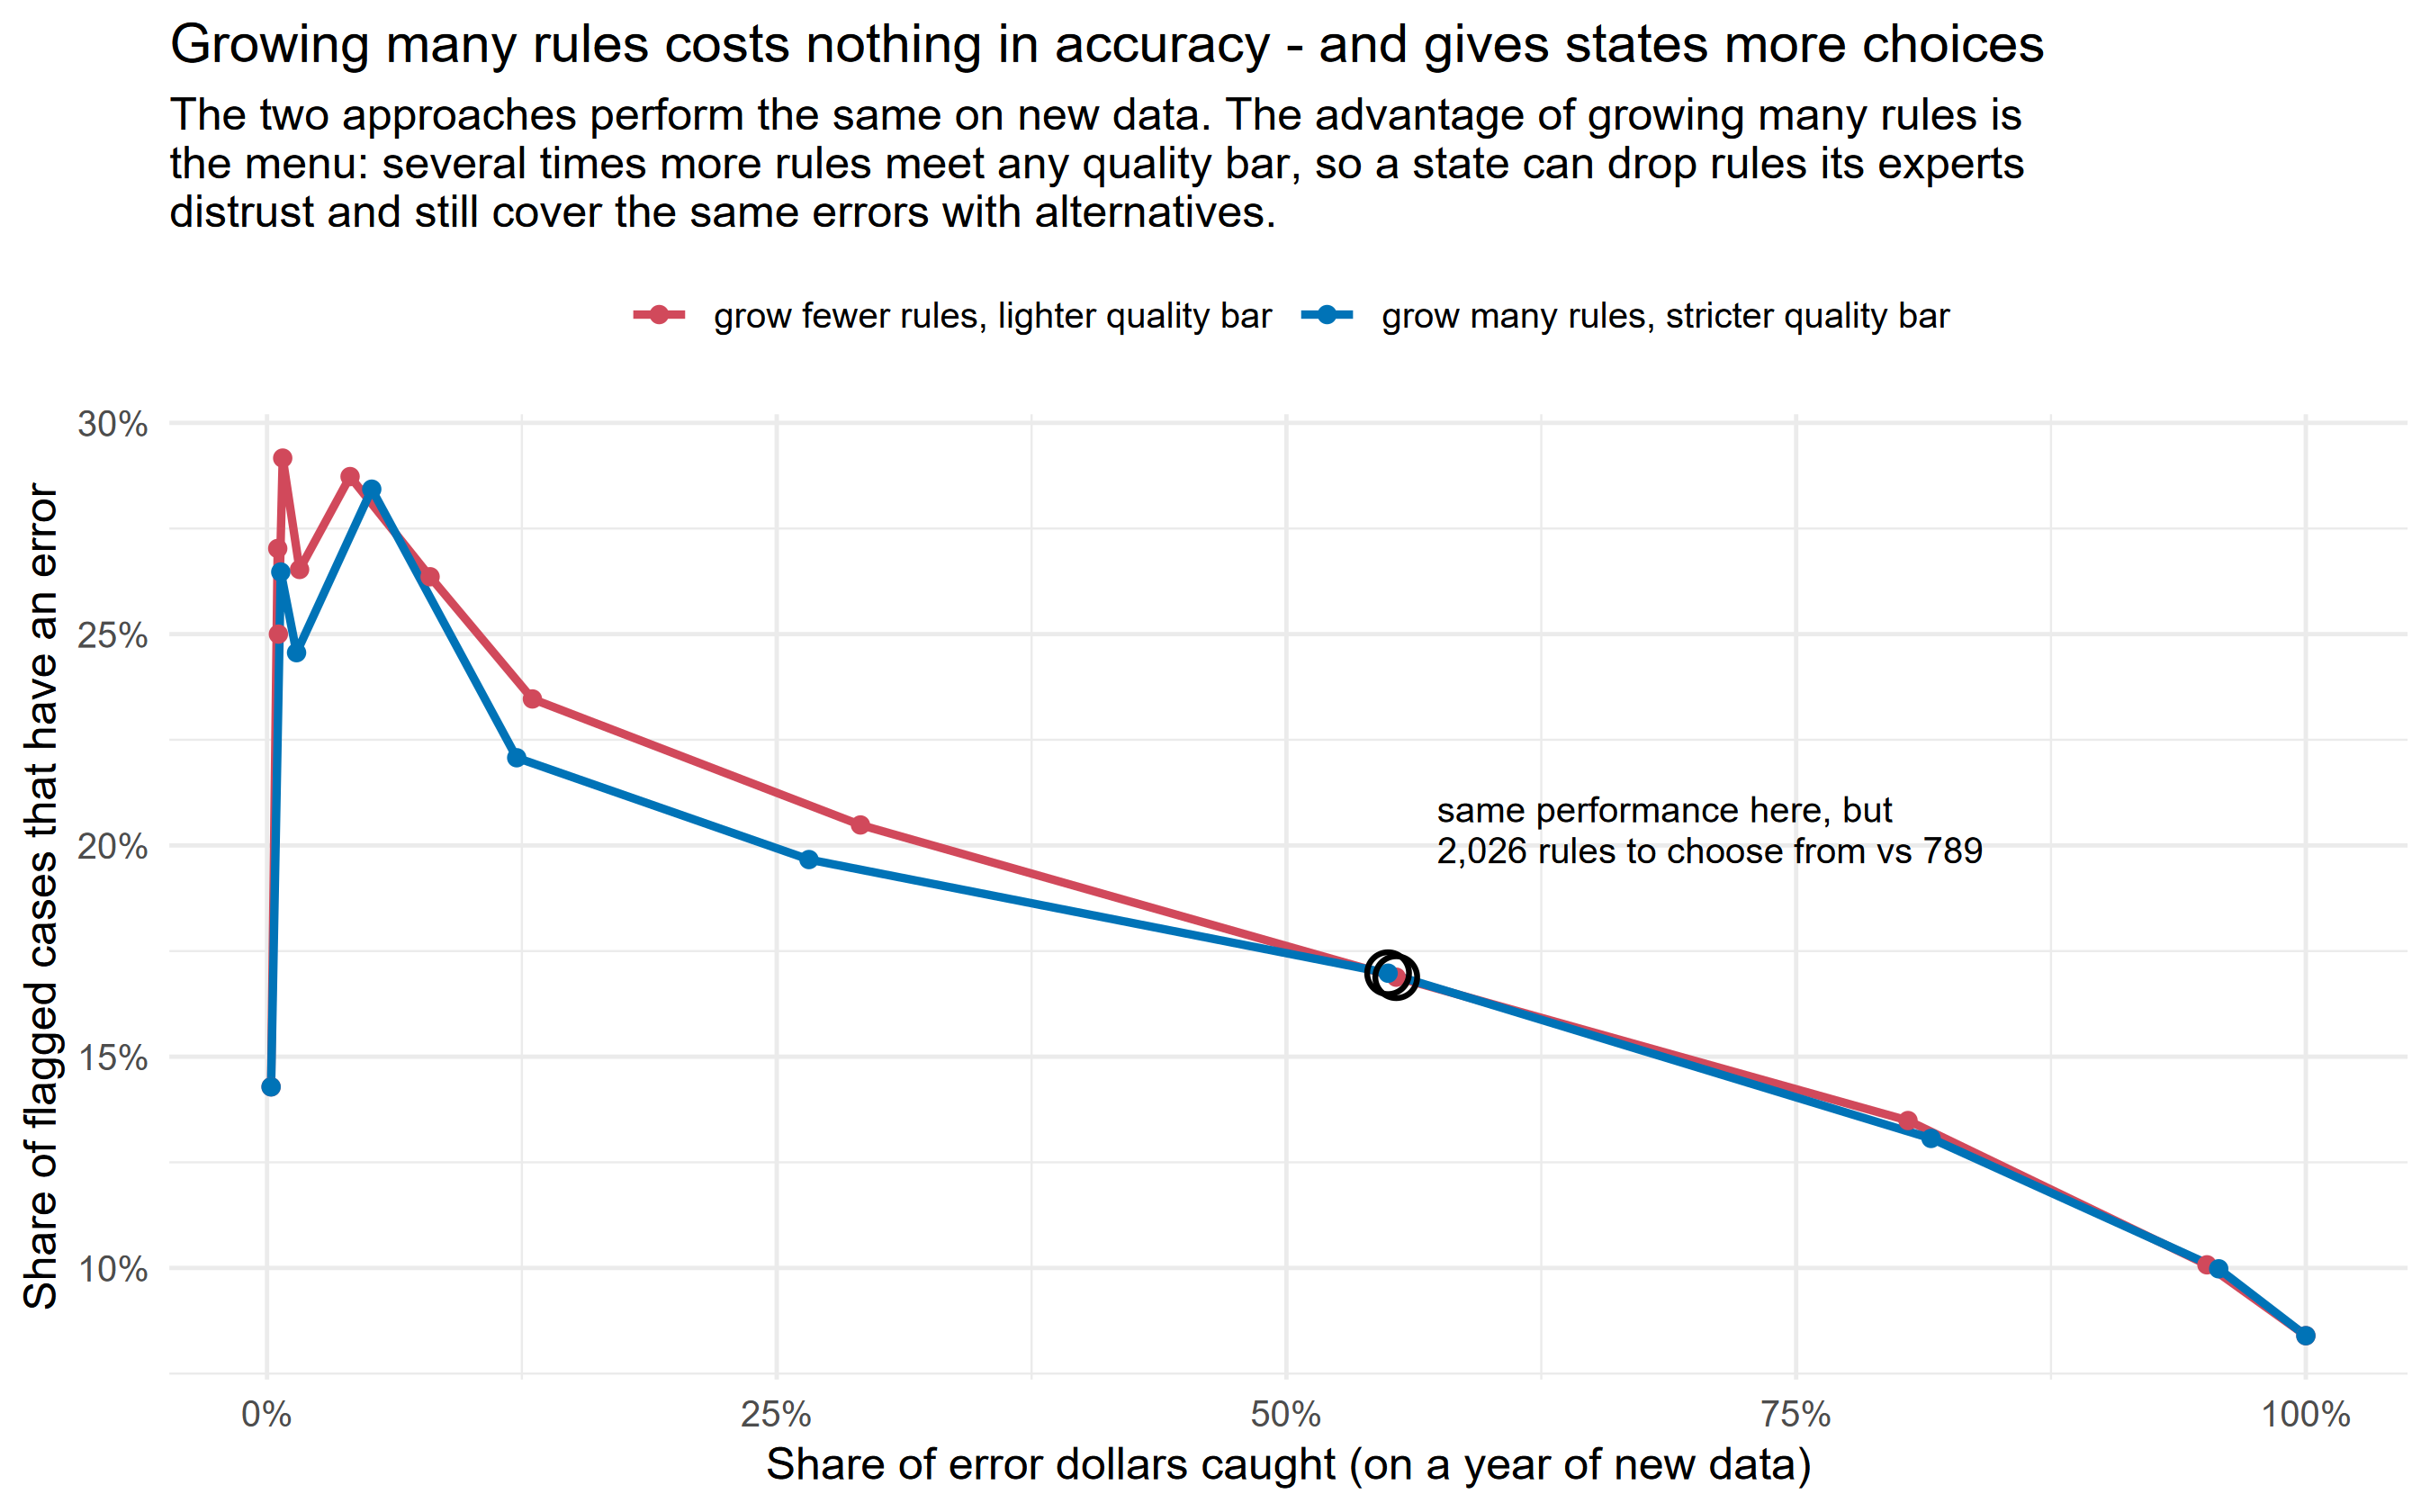 Growing many rules costs nothing in accuracy - and gives states more choices
The two approaches perform the same on new data. The advantage of growing many rules is
the menu: several times more rules meet any quality bar, so a state can drop rules its experts
distrust and still cover the same errors with alternatives.
grow fewer rules, lighter quality bar
grow many rules, stricter quality bar
Share of flagged cases that have an error
30%
25%
20%
15%
10%
same performance here, but
2,026 rules to choose from vs 789
0%
25%
50%
75%
100%
Share of error dollars caught (on a year of new data)